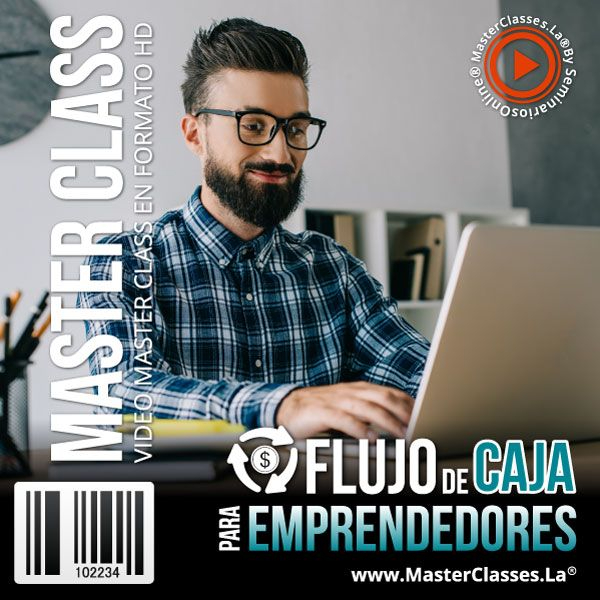 MASTER CLASS
VIDEO MASTER CLASS EN FORMATO HD
MasterClasses.La® By SeminariosOnline®
$
FLUJO DE CAJA
PARA EMPRENDEDORES
102234
www.MasterClasses.La®